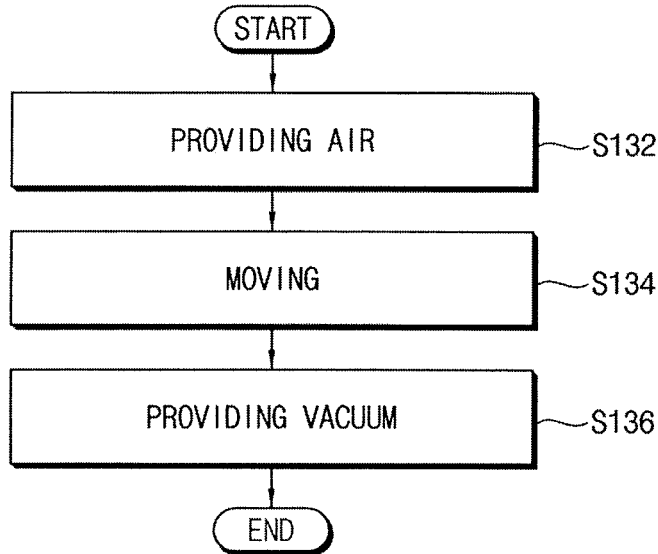 START
PROVIDING AIR
S132
MOVING
S134
PROVIDING VACUUM
S136
END